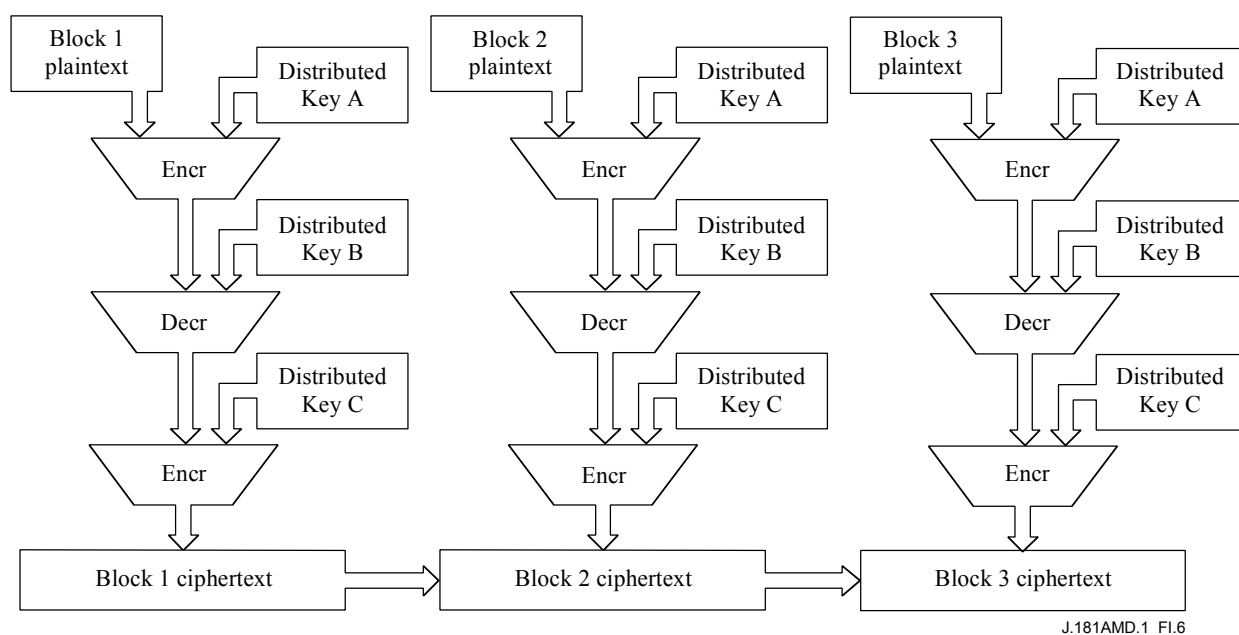 Block 1
plaintext
Distributed
Key A
Block 2
plaintext
Distributed
Key A
Block 3
plaintext
Distributed
Key A
Encr
Encr
Encr
Distributed
Key B
Distributed
Key B
Distributed
Key B
Decr
Decr
Decr
Distributed
Key C
Distributed
Key C
Distributed
Key C
Encr
Encr
Encr
Block 1 ciphertext
Block 2 ciphertext
Block 3 ciphertext
J.181AMD.1_FI.6